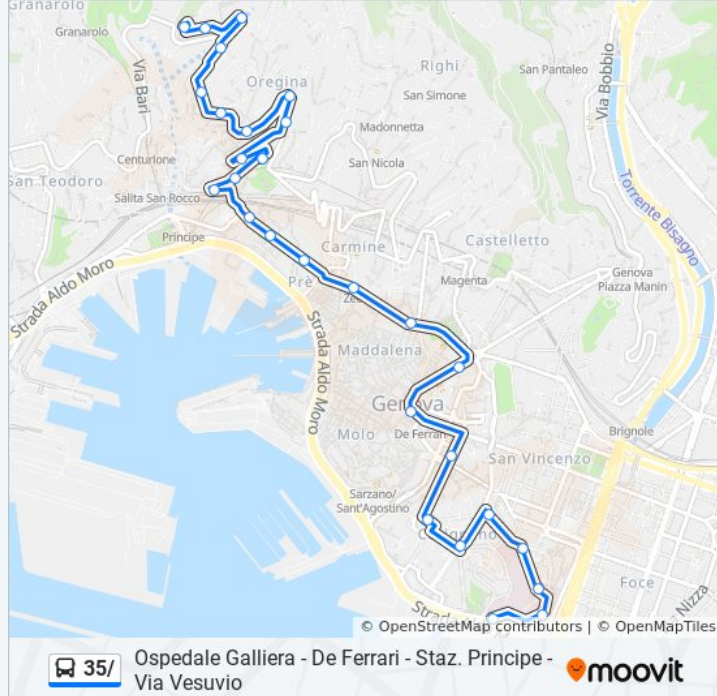 Granarolo
Granarolo
Via Bari
Oregina
Righi
San Pantaleo
Via Bobbio
San Simone
Madonnetta
Centurione
San Nicola
San Teodoro
Salita San Rocco
Torrente Bisagno
Principe
Carmine
Castelletto
Strada Aldo Moro
Prè
Magenta
Genova
Piazza Manin
Strada Aldo Moro
Maddalena
Genova
Molo
De Ferrari
Brignole
San Vincenzo
Sarzano/
Sant'Agostino
Foce
Nizza
© OpenStreetMap contributors | © OpenMapTiles
35/
Ospedale Galliera - De Ferrari - Staz. Principe -
Via Vesuvio
moovit